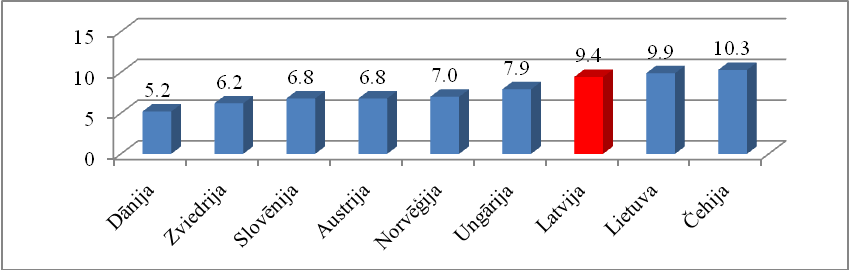 15
10
5
0
5.2
6.2
6.8
6.8
7.0
7.9
9.4
9.9
10.3
Dānija
Zviedrija
Slovēnija
Austrija
Norvēģija
Ungārija
Latvija
Lietuva
Čehija